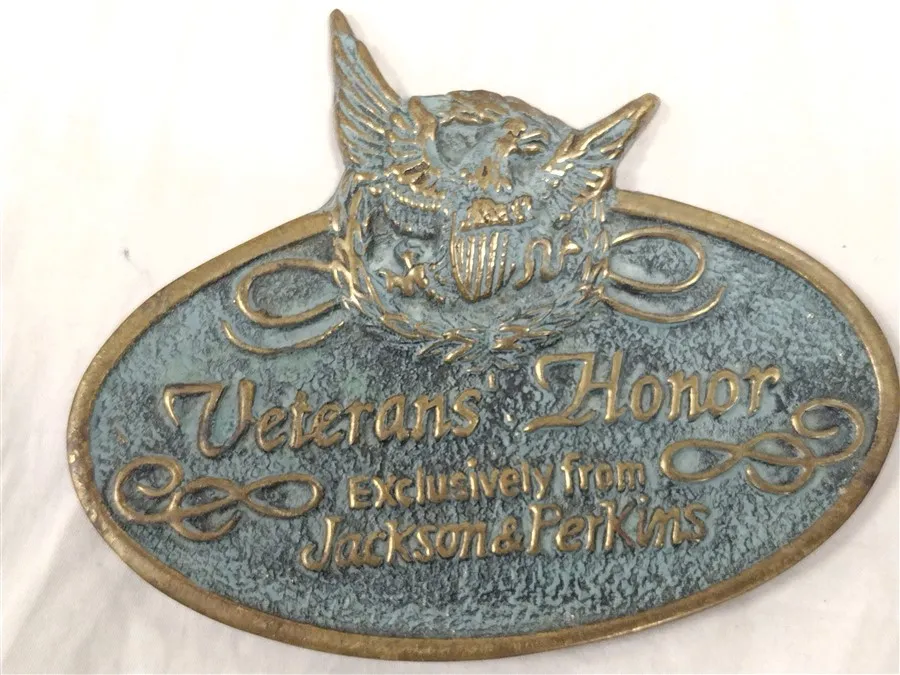 Veterans' Honor
Exclusively from
Jackson & Perkins